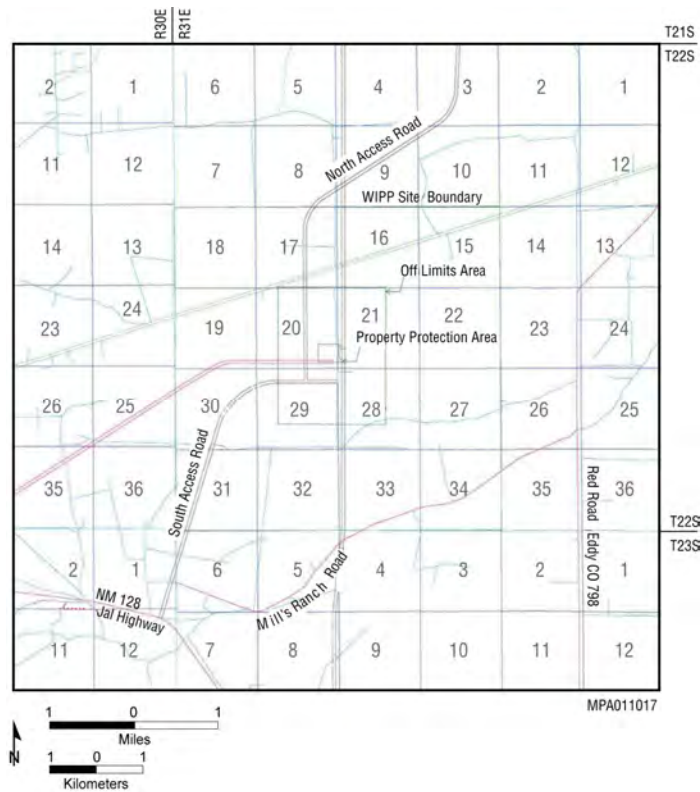 R30E R31E
T21S
T22S
2 1 6 5 4 3 2 1
North Access Road
11 12 7 8 9 10 11 12
WIPP Site Boundary
14 13 18 17 16 15 14 13
Off Limits Area
23 24 19 20 21 22 23 24
Property Protection Area
26 25 30 29 28 27 26 25
South Access Road
35 36 31 32 33 34 35 36
Red Road Eddy CO 798
T22S
T23S
2 1 6 5 4 3 2 1
NM 128
Jal Highway
Mill's Ranch Road
11 12 7 8 9 10 11 12
MPA011017
N
1 0 1
Miles
1 0 1
Kilometers